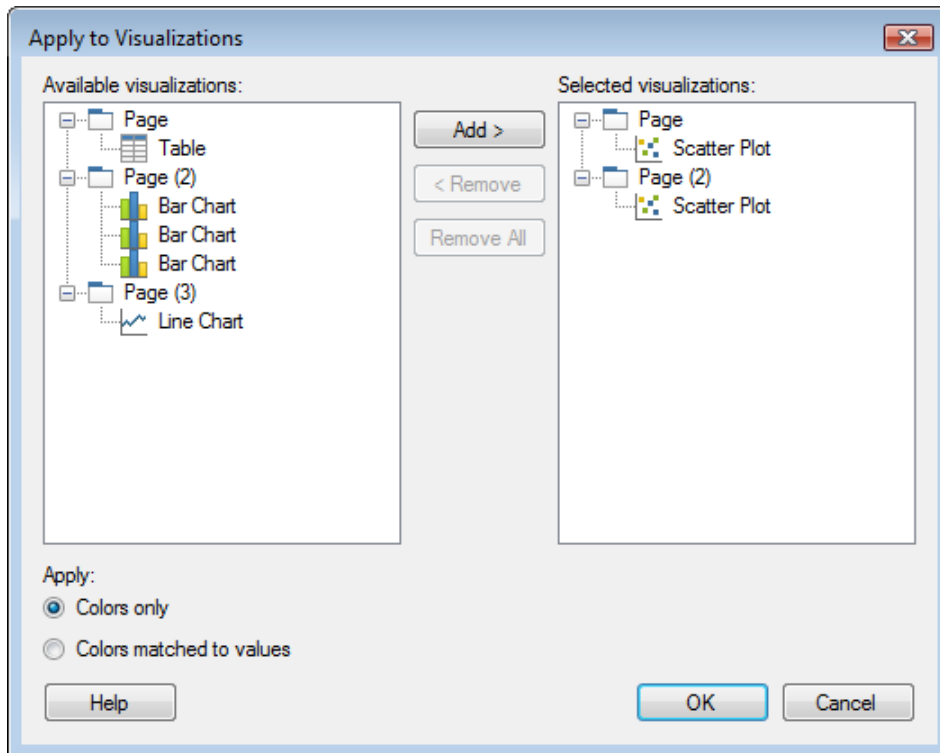 Apply to Visualizations
Available visualizations:
Page
Table
Page (2)
Bar Chart
Bar Chart
Bar Chart
Page (3)
Line Chart
Add >
< Remove
Remove All
Selected visualizations:
Page
Scatter Plot
Page (2)
Scatter Plot
Apply:
Colors only
Colors matched to values
Help
OK
Cancel